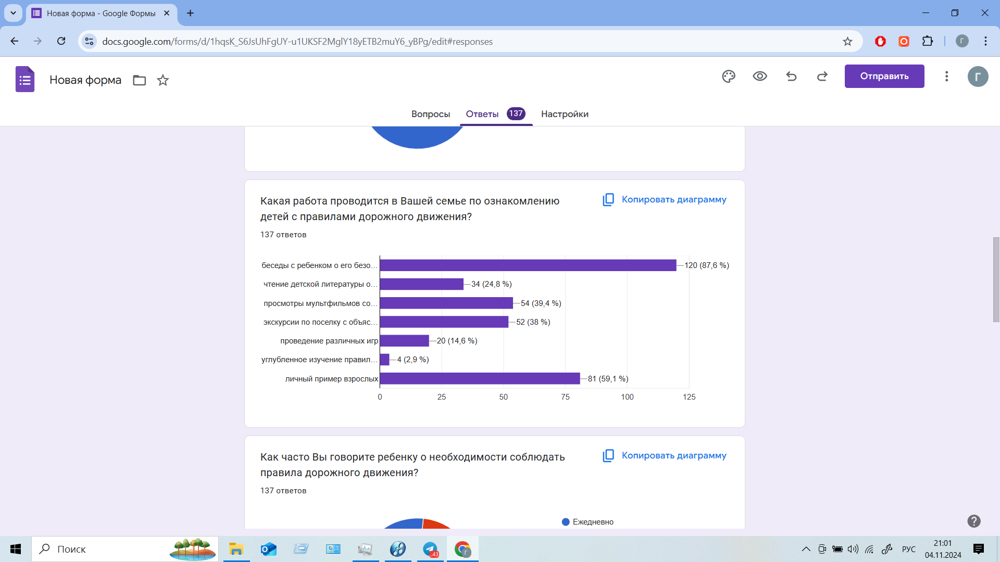 Новая форма - Google Формы
docs.google.com/forms/d/1hqsK_S6JsUhFgUY-u1UKSF2MglY18yETB2muY6_yBPg/edit#responses
Г
Новая форма
Отправить
Г
Вопросы
Ответы 137
Настройки
Какая работа проводится в Вашей семье по ознакомлению
детей с правилами дорожного движения?
Копировать диаграмму
137 ответов
беседы с ребенком о его безо... 120 (87,6 %)
чтение детской литературы о... 34 (24,8 %)
просмотры мультфильмов со... 54 (39,4 %)
экскурсии по поселку с объяс... 52 (38 %)
проведение различных игр 20 (14,6 %)
углубленное изучение правил... 4 (2,9 %)
личный пример взрослых 81 (59,1 %)
0 25 50 75 100 125
Как часто Вы говорите ребенку о необходимости соблюдать
правила дорожного движения?
Копировать диаграмму
137 ответов
Ежедневно
Поиск
..43
Г
РУС
21:01
04.11.2024